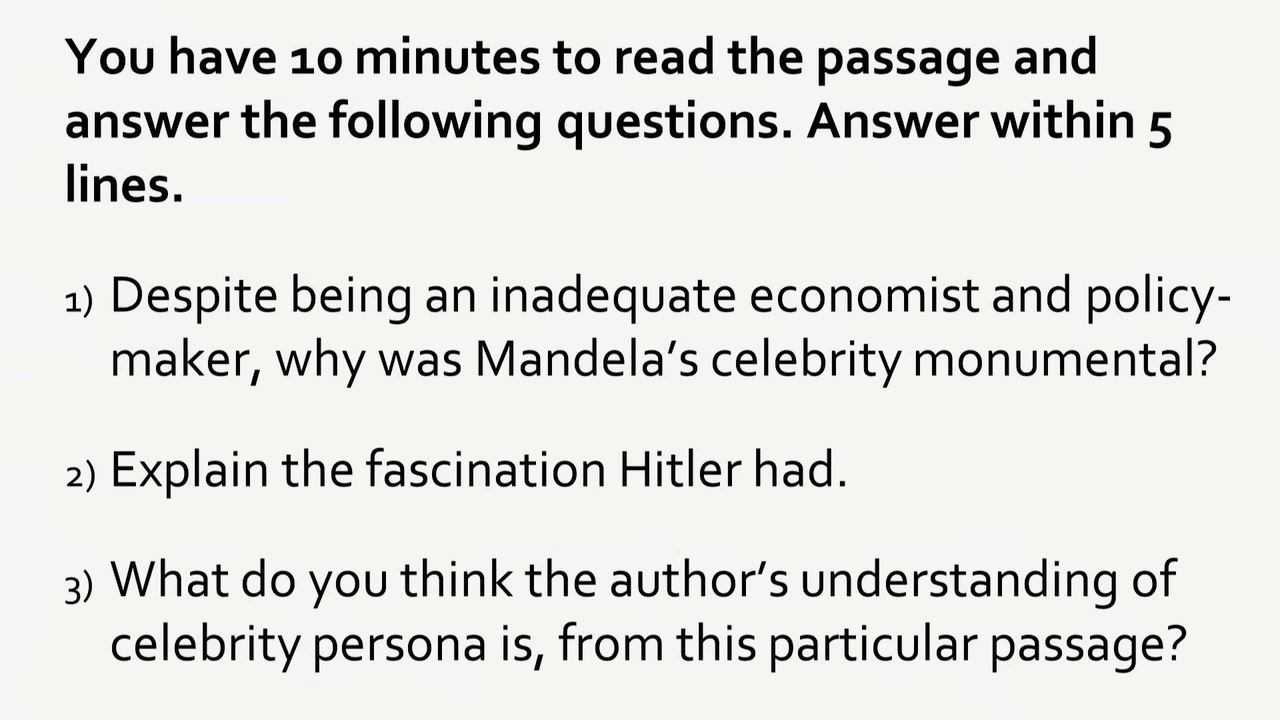 You have 10 minutes to read the passage and
answer the following questions. Answer within 5
lines.
1) Despite being an inadequate economist and policy-
maker, why was Mandela’s celebrity monumental?
2) Explain the fascination Hitler had.
3) What do you think the author’s understanding of
celebrity persona is, from this particular passage?